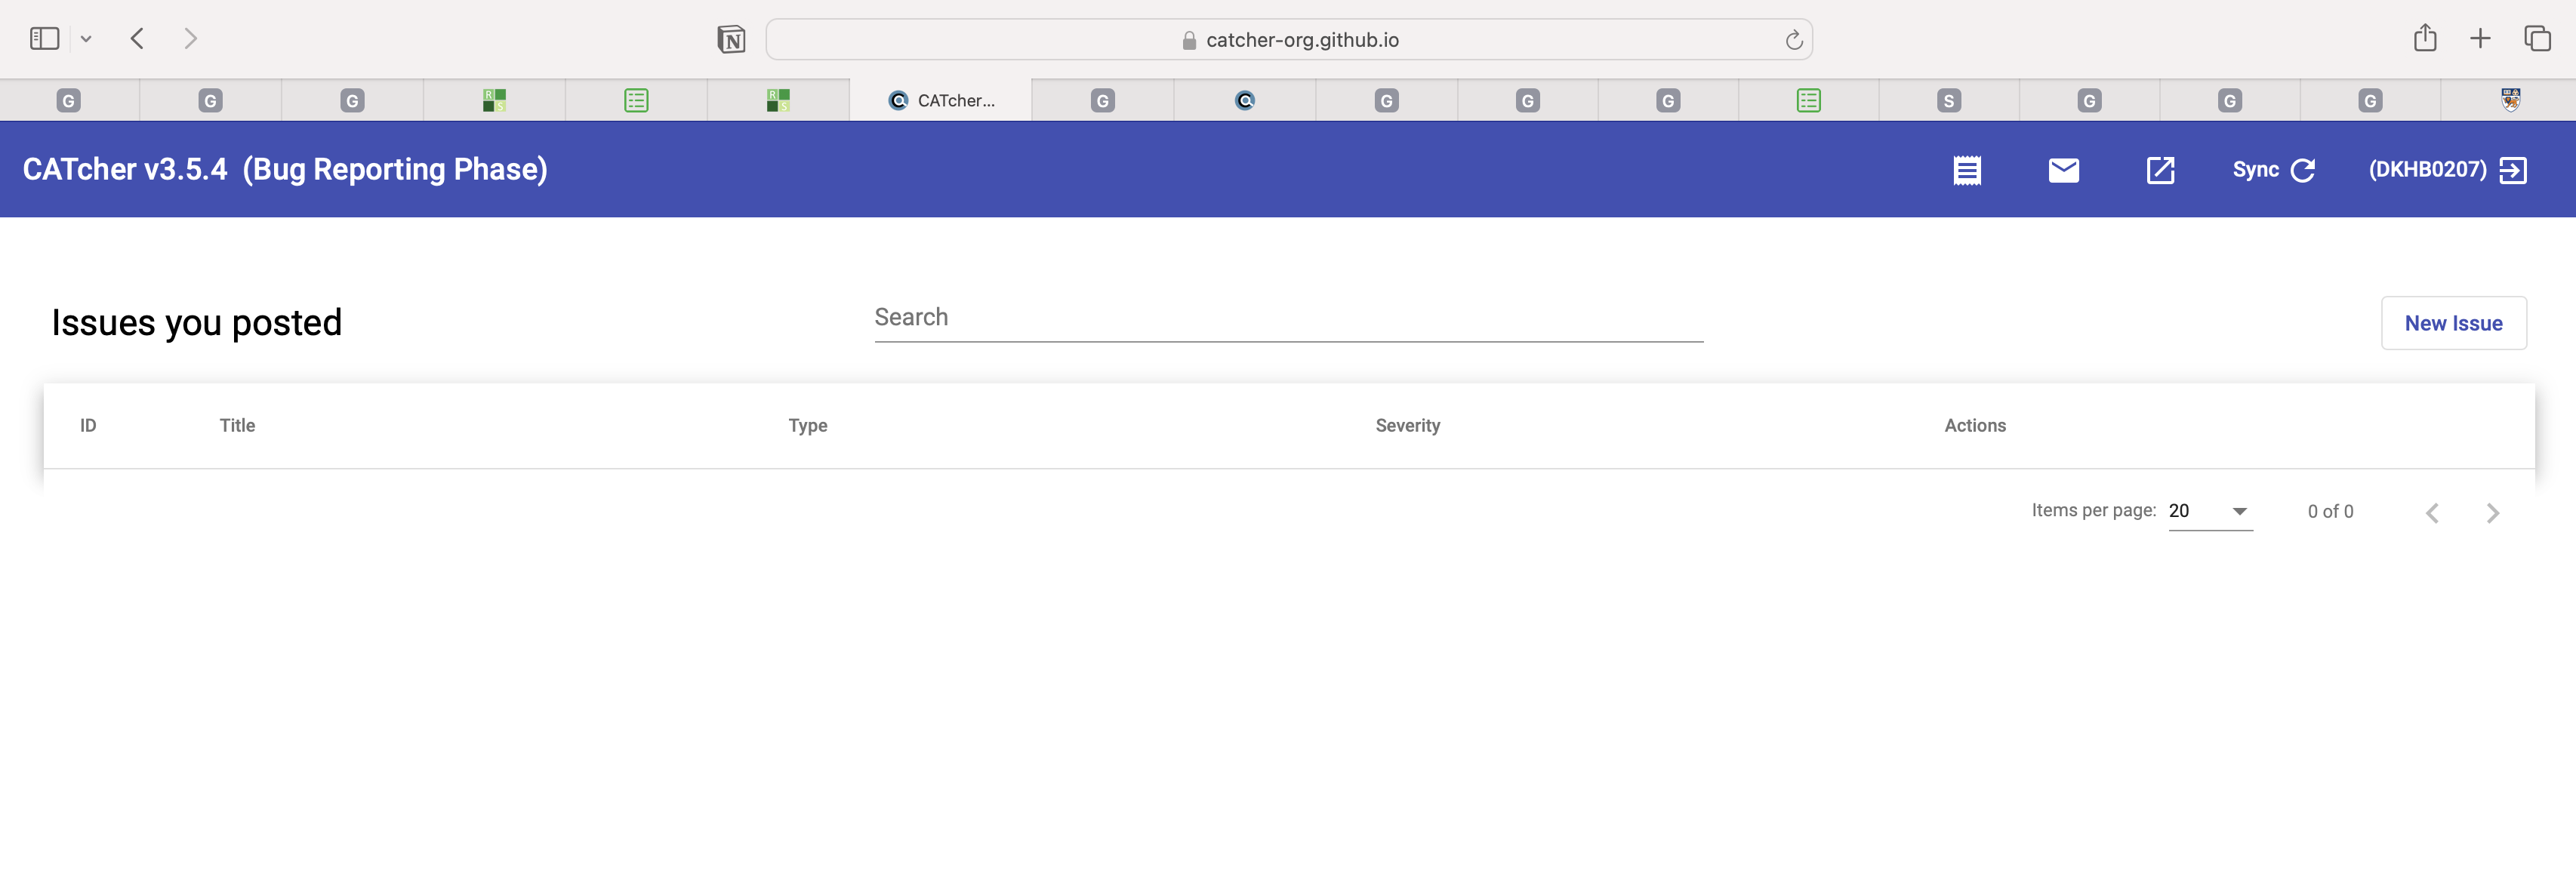 catcher-org.github.io
G G G R S R S CATcher... G G G G S G G G
CATcher v3.5.4 (Bug Reporting Phase) Sync (DKHB0207)
Issues you posted Search New Issue
ID Title Type Severity Actions
Items per page: 20 0 of 0